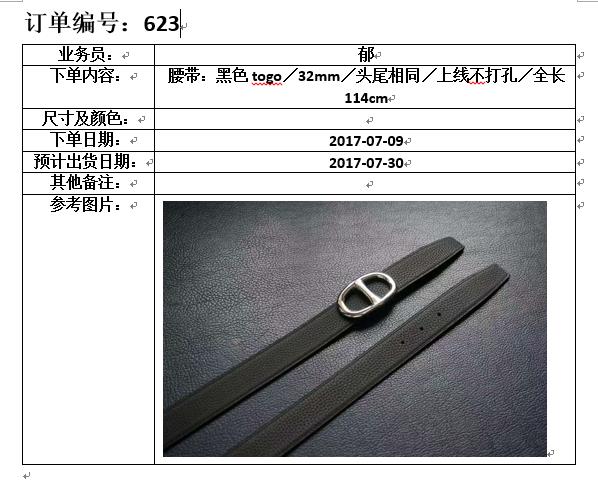 订单编号：623
业务员： 郁
下单内容： 腰带：黑色 togo／32mm／头尾相同／上线不打孔／全长
114cm
尺寸及颜色：
下单日期： 2017-07-09
预计出货日期： 2017-07-30
其他备注：
参考图片：